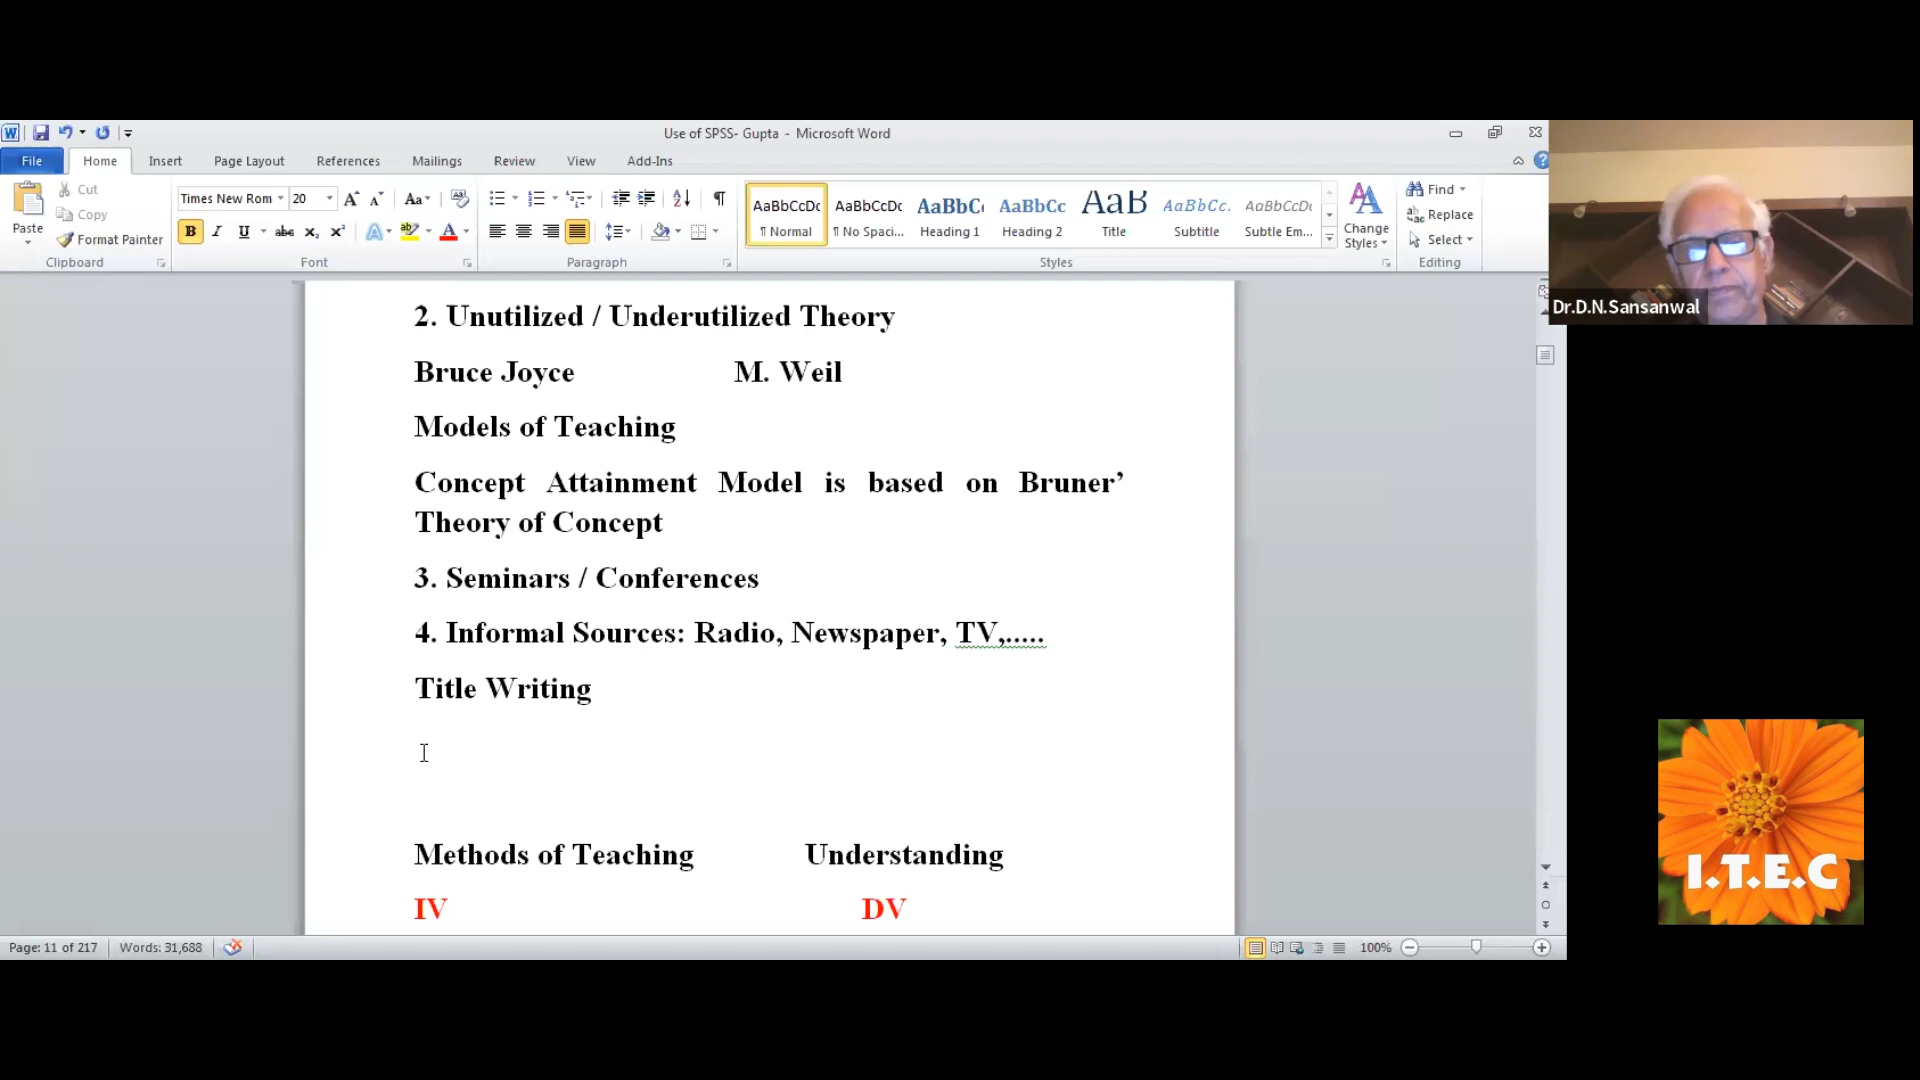 Use of SPSS- Gupta - Microsoft Word
File Home Insert Page Layout References Mailings Review View Add-Ins
Paste
Cut
Copy
Format Painter
Clipboard
Times New Rom 20
Font
Paragraph
AaBbCcDc AaBbCcDc AaBbC AaBbCc AaB AaBbCc. AaBbCcDc
¶ Normal ¶ No Spaci... Heading 1 Heading 2 Title Subtitle Subtle Em...
Change
Styles
Styles
Find
Replace
Select
Editing
Dr.D.N.Sansanwal
2. Unutilized / Underutilized Theory
Bruce Joyce M. Weil
Models of Teaching
Concept Attainment Model is based on Bruner’
Theory of Concept
3. Seminars / Conferences
4. Informal Sources: Radio, Newspaper, TV,.....
Title Writing
Methods of Teaching Understanding
IV DV
I.T.E.C
Page: 11 of 217 Words: 31,688 100%